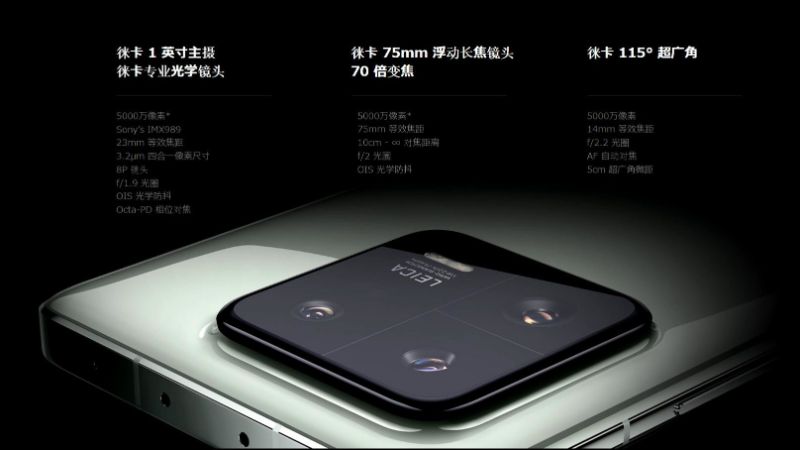 徕卡 1 英寸主摄
徕卡专业光学镜头
5000万像素*
Sony's IMX989
23mm 等效焦距
3.2μm 四合一像素尺寸
8P 镜头
f/1.9 光圈
OIS 光学防抖
Octa-PD 相位对焦
徕卡 75mm 浮动长焦镜头
70 倍变焦
5000万像素*
75mm 等效焦距
10cm - ∞ 对焦距离
f/2 光圈
OIS 光学防抖
徕卡 115° 超广角
5000万像素
14mm 等效焦距
f/2.2 光圈
AF 自动对焦
5cm 超广角微距
LEICA